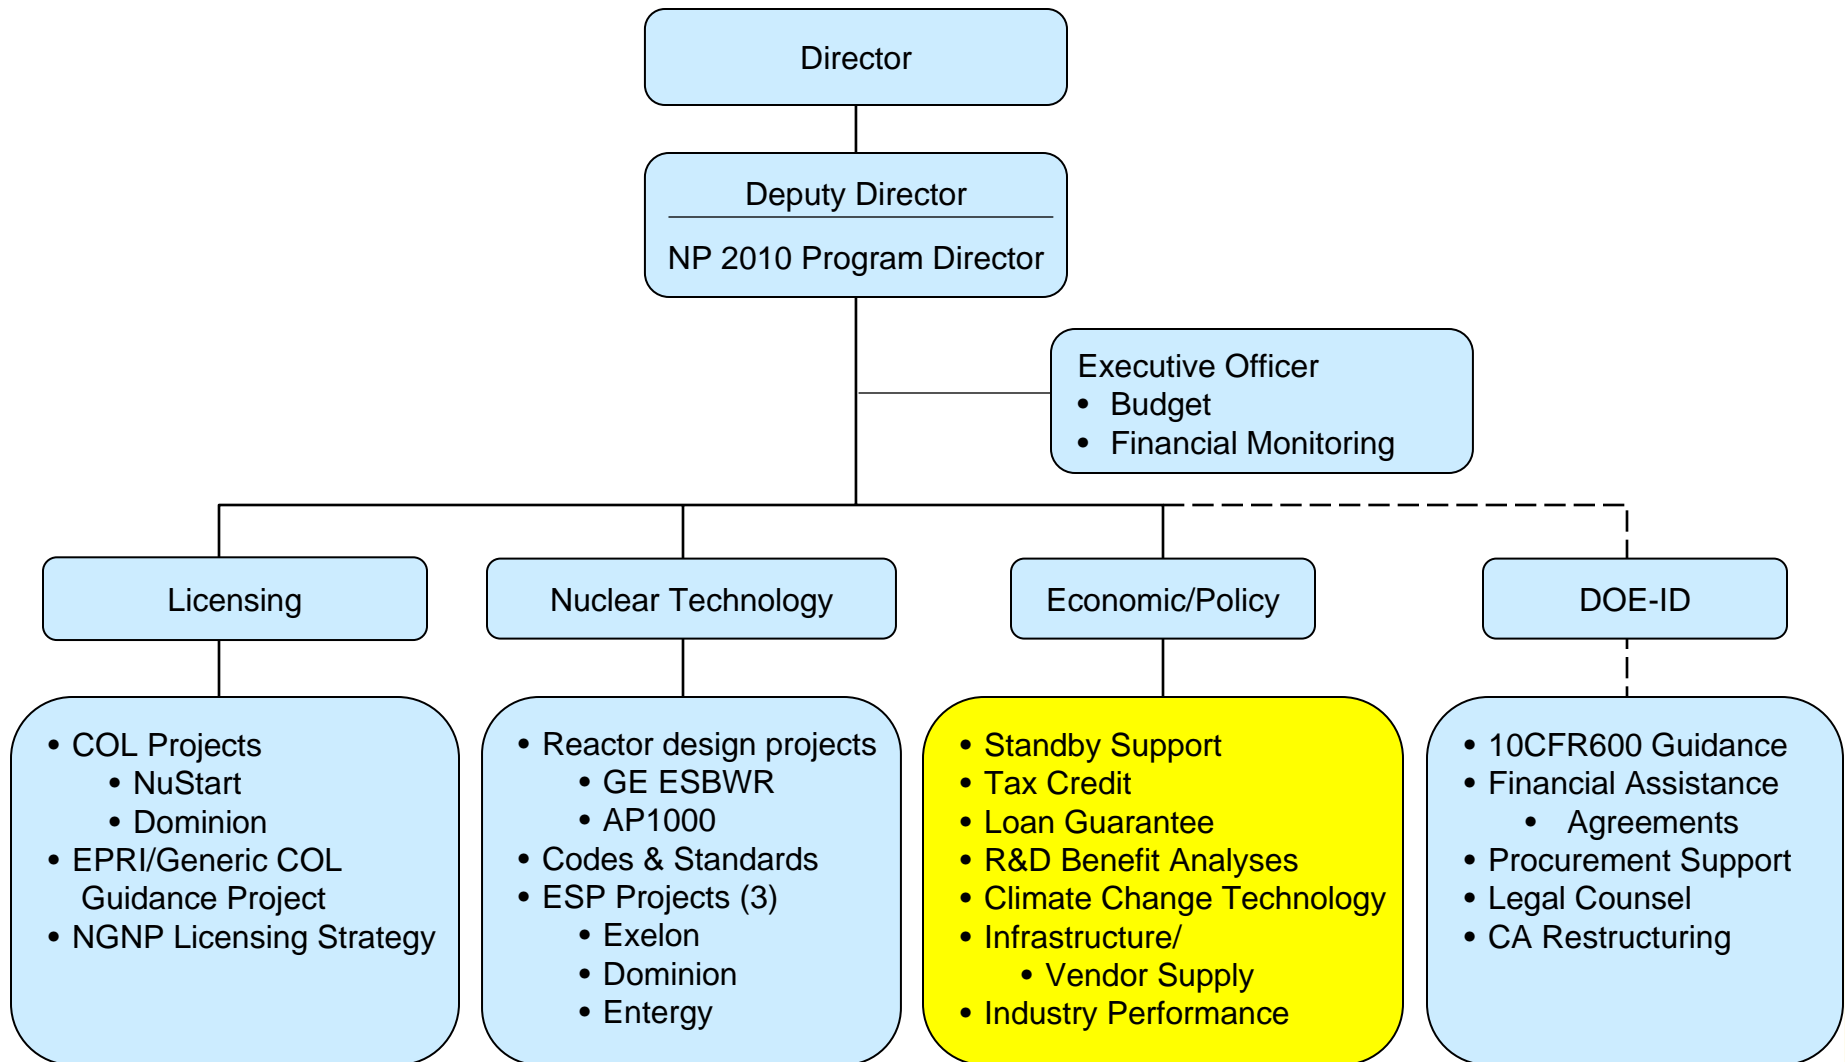 Director
Deputy Director
NP 2010 Program Director
Executive Officer
• Budget
• Financial Monitoring
Licensing
Nuclear Technology
Economic/Policy
DOE-ID
• COL Projects
• NuStart
• Dominion
• EPRI/Generic COL
Guidance Project
• NGNP Licensing Strategy
• Reactor design projects
• GE ESBWR
• AP1000
• Codes & Standards
• ESP Projects (3)
• Exelon
• Dominion
• Entergy
• Standby Support
• Tax Credit
• Loan Guarantee
• R&D Benefit Analyses
• Climate Change Technology
• Infrastructure/
• Vendor Supply
• Industry Performance
• 10CFR600 Guidance
• Financial Assistance
• Agreements
• Procurement Support
• Legal Counsel
• CA Restructuring